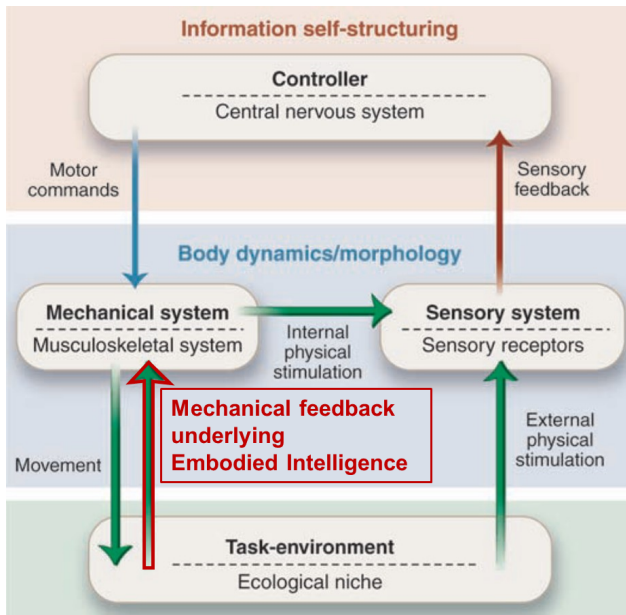 Information self-structuring
Controller
Central nervous system
Motor
commands
Sensory
feedback
Body dynamics/morphology
Mechanical system
Musculoskeletal system
Sensory system
Sensory receptors
Internal
physical
stimulation
Mechanical feedback
underlying
Embodied Intelligence
Movement
External
physical
stimulation
Task-environment
Ecological niche